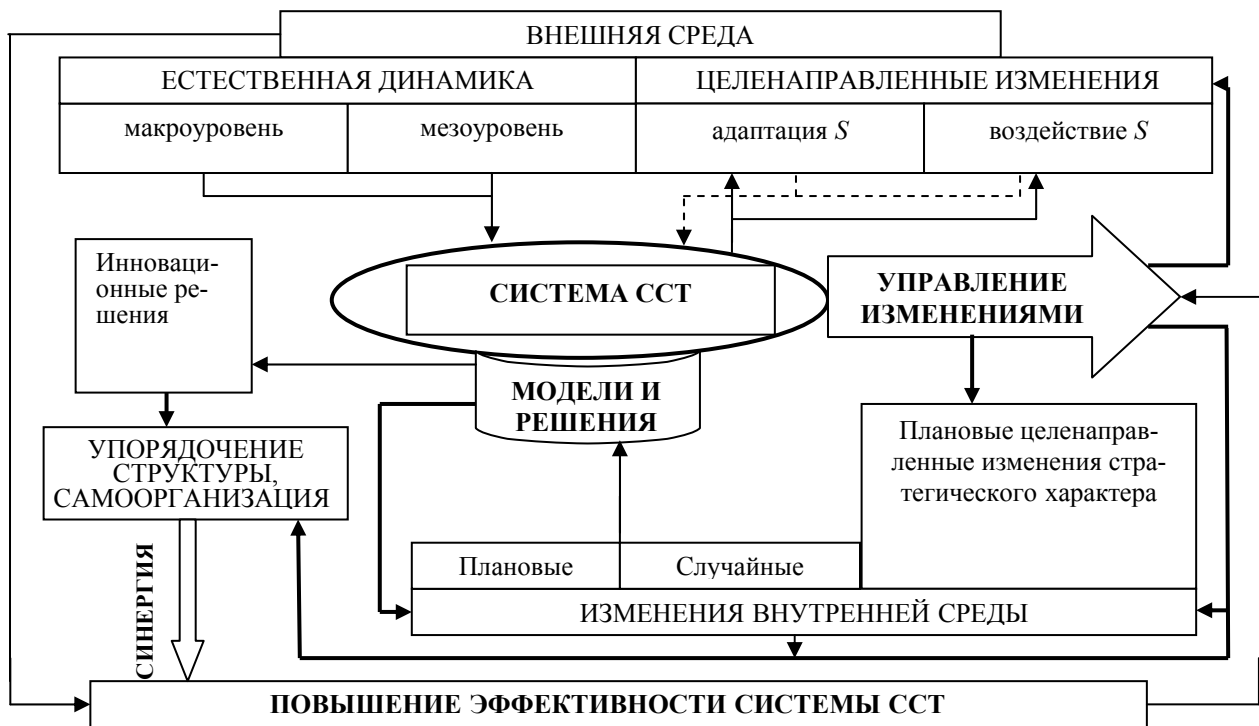 ВНЕШНЯЯ СРЕДА
ЕСТЕСТВЕННАЯ ДИНАМИКА
ЦЕЛЕНАПРАВЛЕННЫЕ ИЗМЕНЕНИЯ
макроуровень
мезоуровень
адаптация S
воздействие S
Инноваци-
онные ре-
шения
СИСТЕМА ССТ
УПРАВЛЕНИЕ
ИЗМЕНЕНИЯМИ
МОДЕЛИ И
РЕШЕНИЯ
УПОРЯДОЧЕНИЕ
СТРУКТУРЫ,
САМООРГАНИЗАЦИЯ
Плановые целенаправ-
ленные изменения стра-
тегического характера
СИНЕРГИЯ
Плановые
Случайные
ИЗМЕНЕНИЯ ВНУТРЕННЕЙ СРЕДЫ
ПОВЫШЕНИЕ ЭФФЕКТИВНОСТИ СИСТЕМЫ ССТ